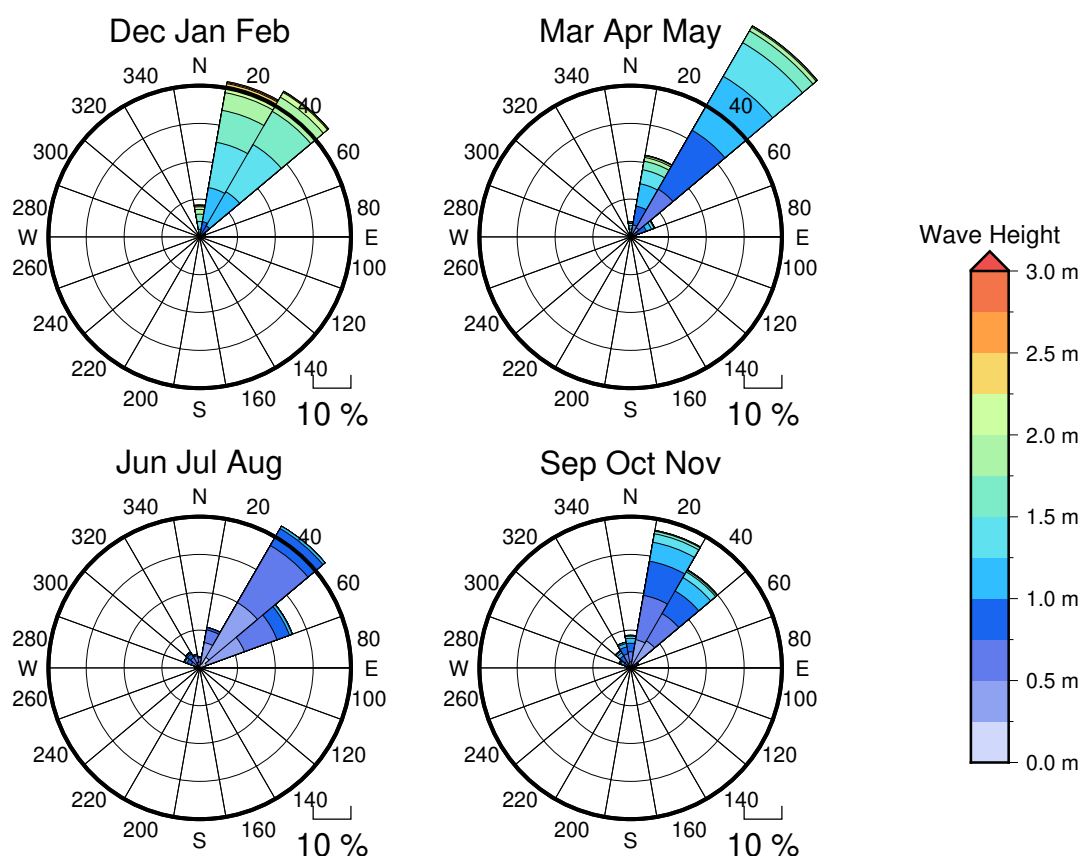 Dec Jan Feb
N
20
40
60
80
E
100
120
140
160
S
200
220
240
260
W
280
300
320
340
10 %
Mar Apr May
N
20
40
60
80
E
100
120
140
160
S
200
220
240
260
W
280
300
320
340
10 %
Jun Jul Aug
N
20
40
60
80
E
100
120
140
160
S
200
220
240
260
W
280
300
320
340
10 %
Sep Oct Nov
N
20
40
60
80
E
100
120
140
160
S
200
220
240
260
W
280
300
320
340
10 %
Wave Height
3.0 m
2.5 m
2.0 m
1.5 m
1.0 m
0.5 m
0.0 m